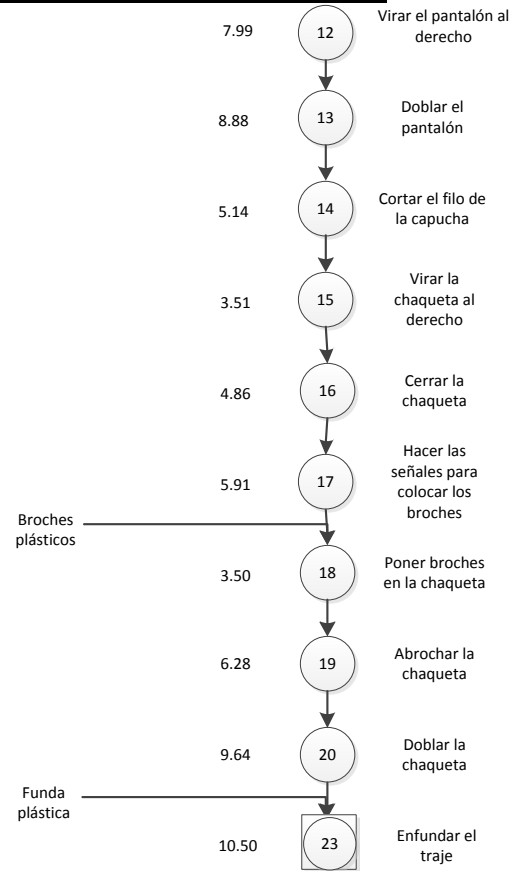 7.99
12
Virar el pantalón al
derecho
8.88
13
Doblar el
pantalón
5.14
14
Cortar el filo de
la capucha
3.51
15
Virar la
chaqueta al
derecho
4.86
16
Cerrar la
chaqueta
5.91
17
Hacer las
señales para
colocar los
broches
Broches
plásticos
3.50
18
Poner broches
en la chaqueta
6.28
19
Abrochar la
chaqueta
9.64
20
Doblar la
chaqueta
Funda
plástica
10.50
23
Enfundar el
traje